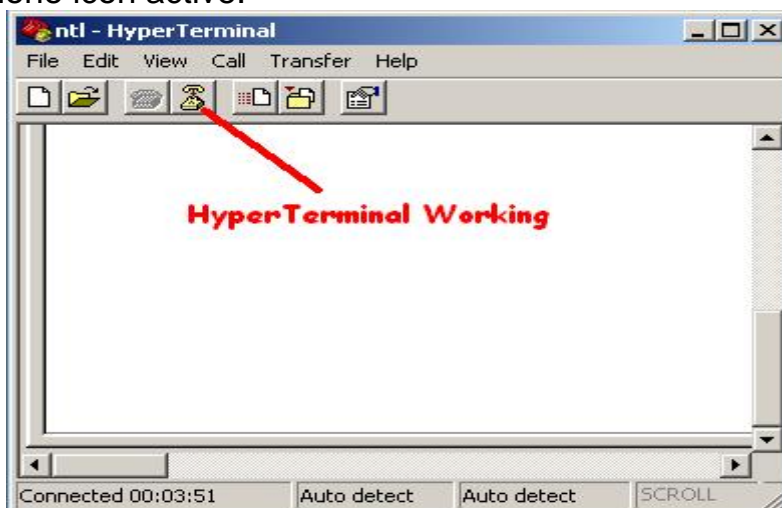 ntl - HyperTerminal
File Edit View Call Transfer Help
HyperTerminal Working
Connected 00:03:51 Auto detect Auto detect SCROLL